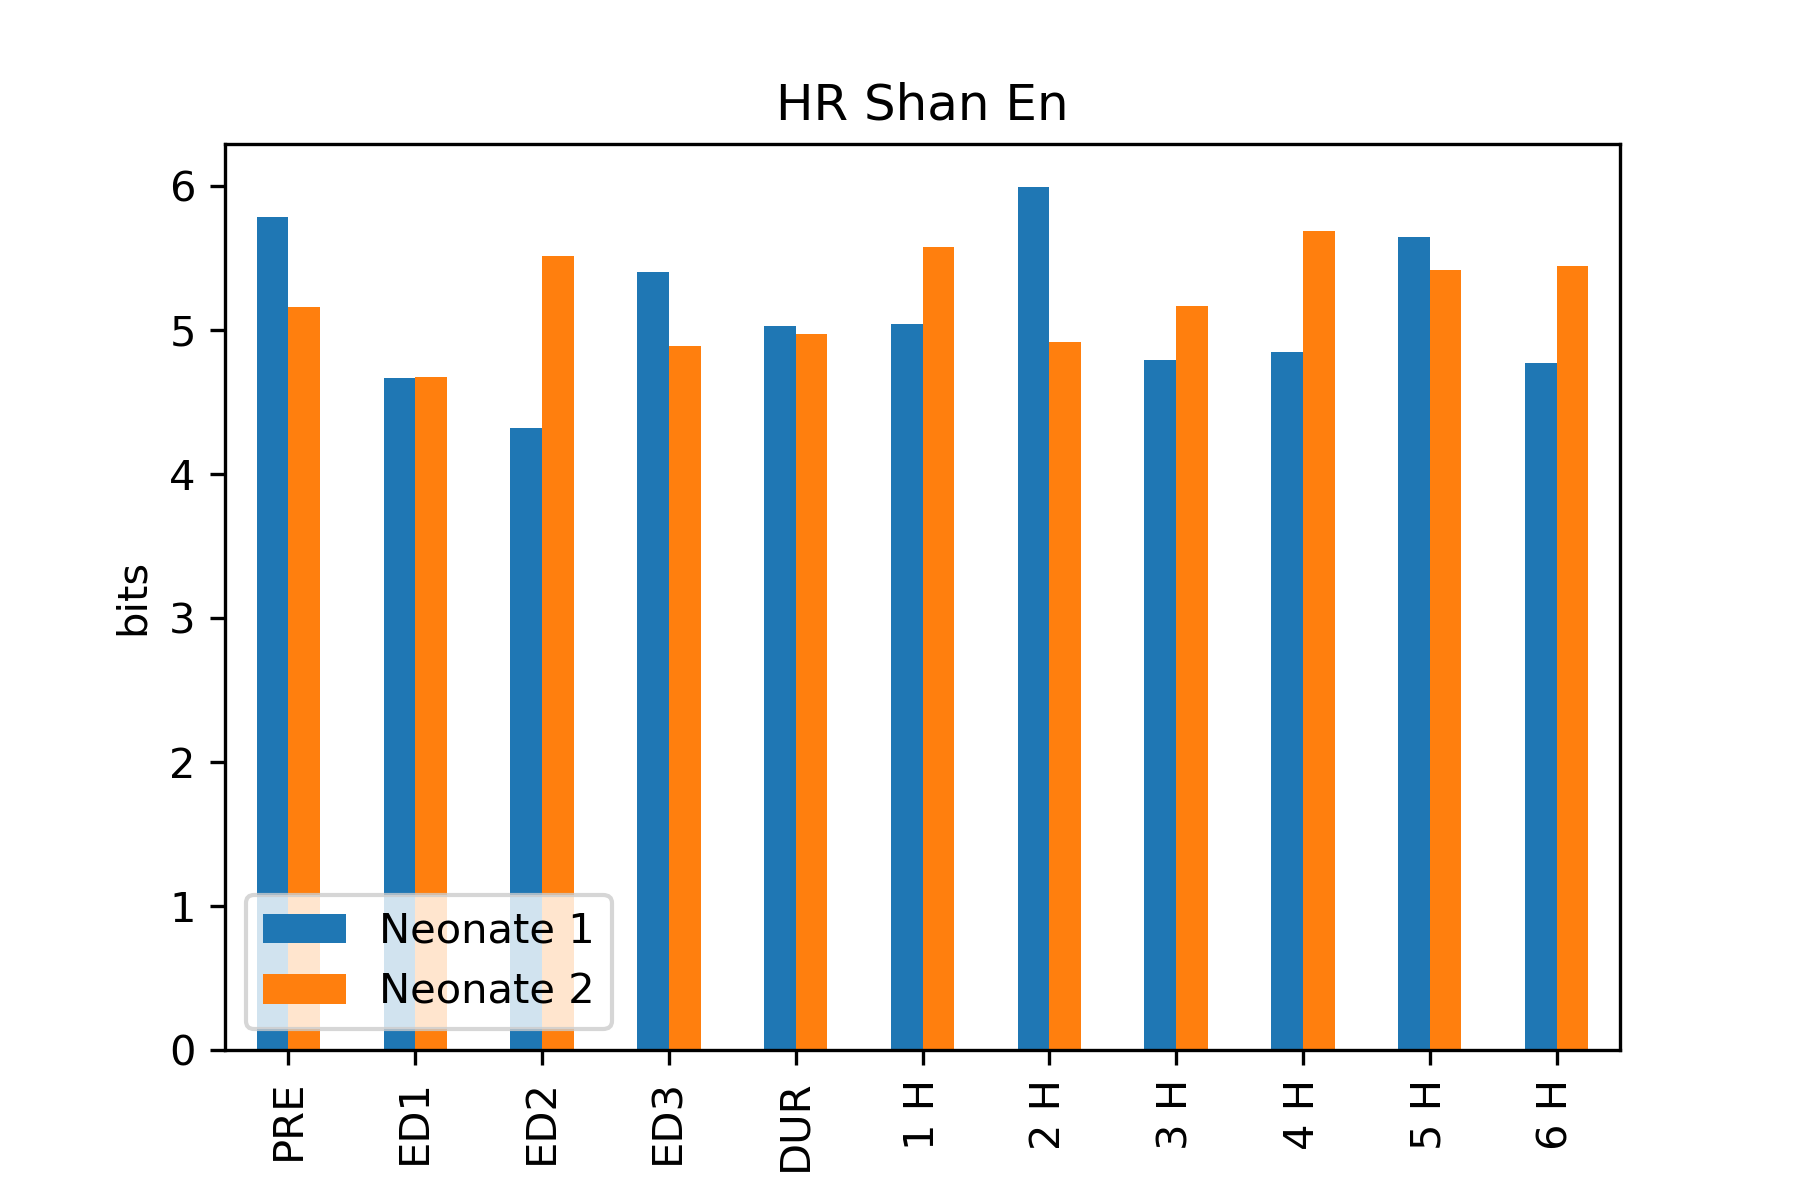 HR Shan En
bits
6
5
4
3
2
1
0
Neonate 1
Neonate 2
PRE
ED1
ED2
ED3
DUR
1 H
2 H
3 H
4 H
5 H
6 H